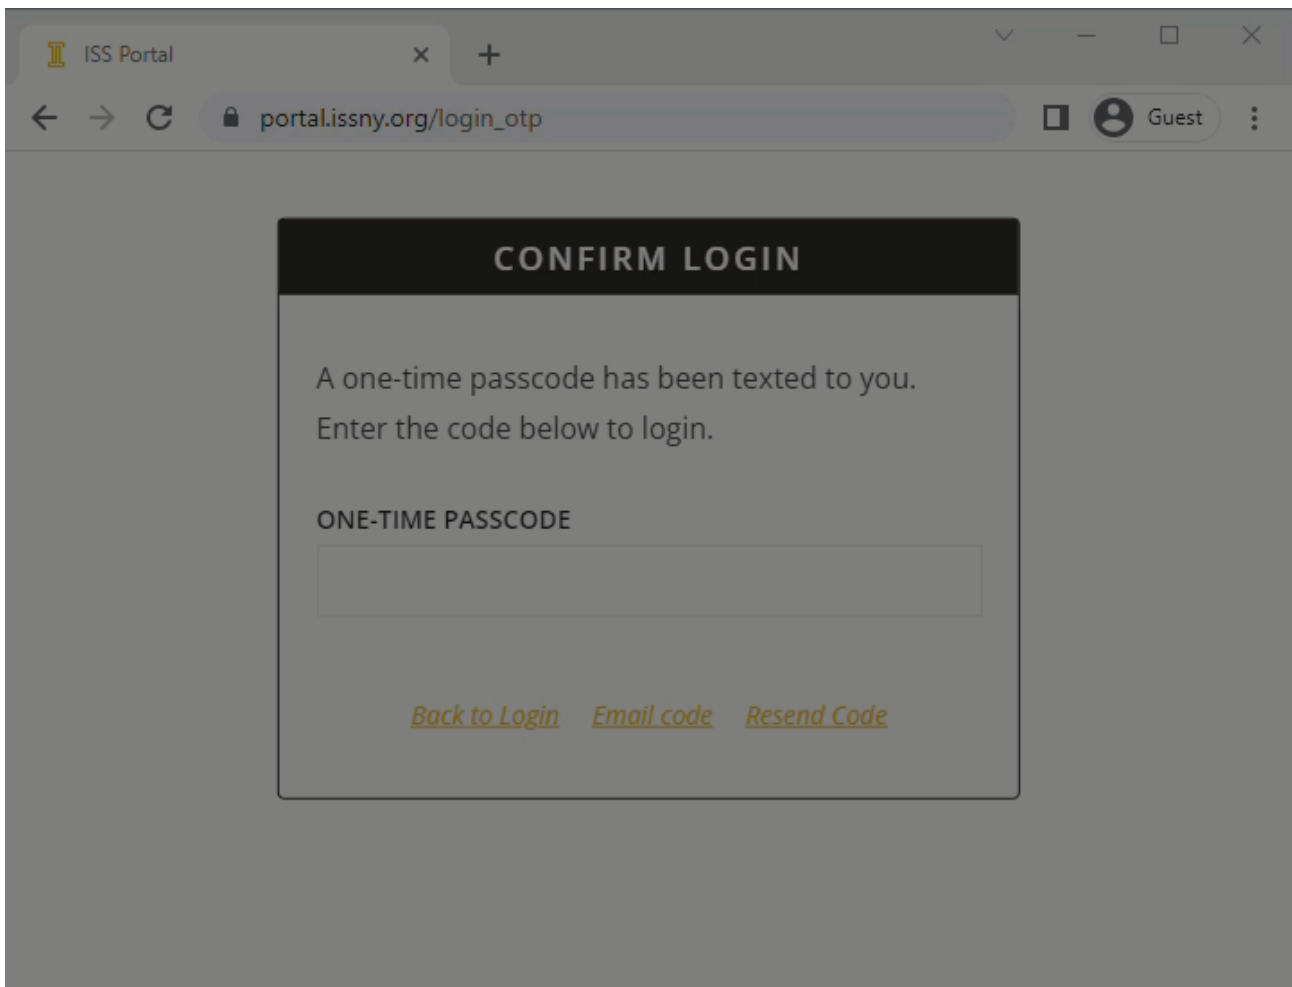 ISS Portal
portal.issny.org/login_otp
Guest
CONFIRM LOGIN
A one-time passcode has been texted to you.
Enter the code below to login.
ONE-TIME PASSCODE
Back to Login Email code Resend Code